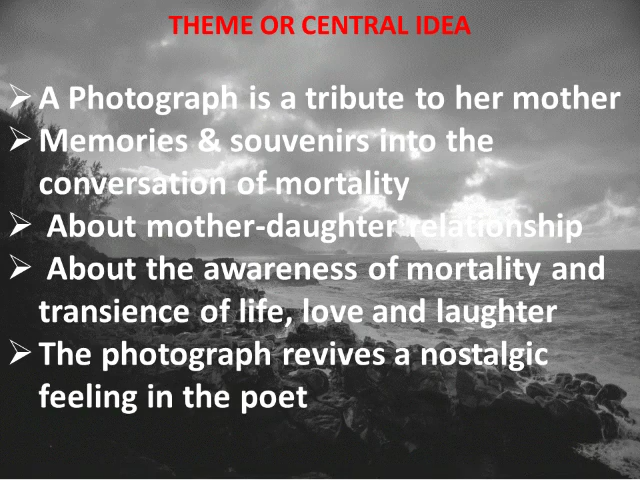 THEME OR CENTRAL IDEA
➢ A Photograph is a tribute to her mother
➢ Memories & souvenirs into the
conversation of mortality
➢ About mother-daughter relationship
➢ About the awareness of mortality and
transience of life, love and laughter
➢ The photograph revives a nostalgic
feeling in the poet